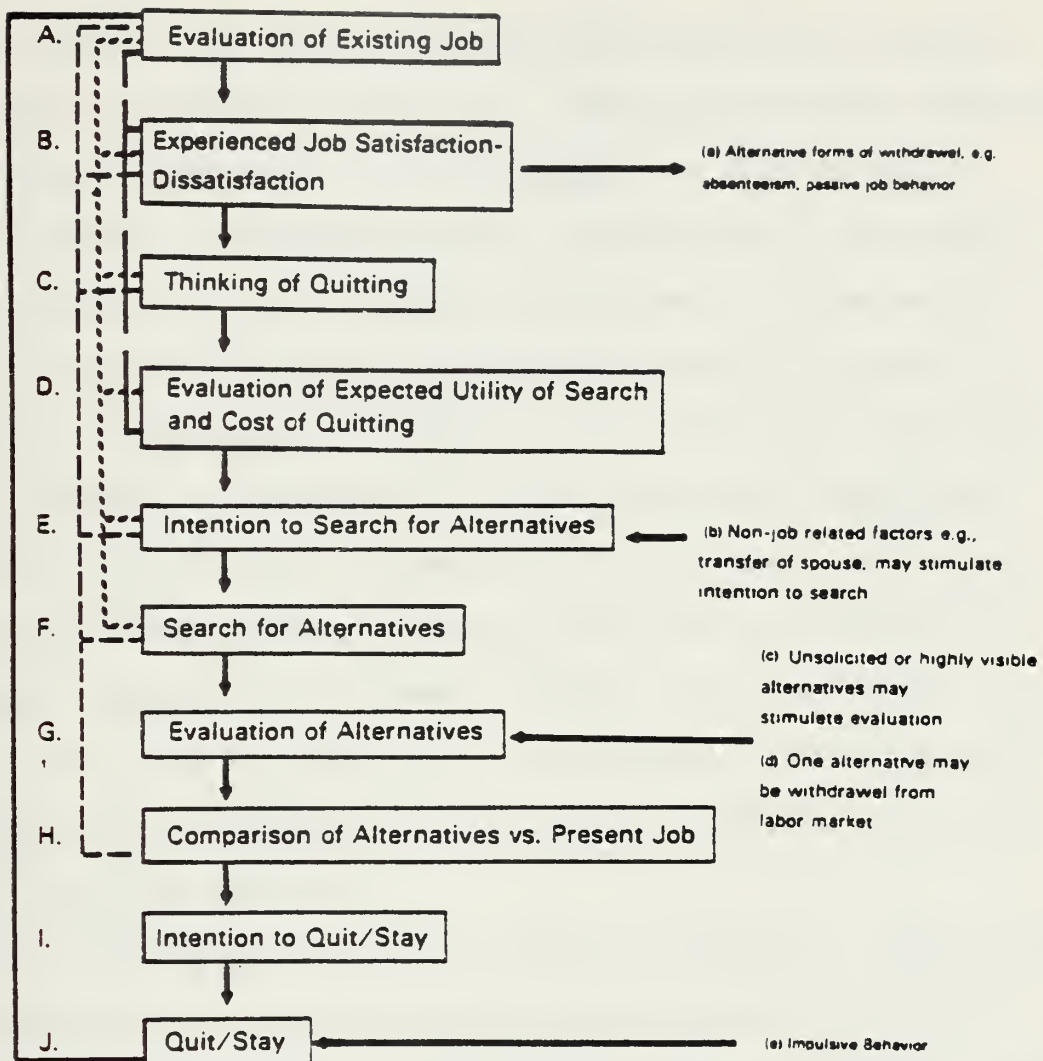 A. Evaluation of Existing Job
B. Experienced Job Satisfaction-
Dissatisfaction
(a) Alternative forms of withdrawel, e.g.
absenteeism, passive job behavior
C. Thinking of Quitting
D. Evaluation of Expected Utility of Search
and Cost of Quitting
E. Intention to Search for Alternatives
(b) Non-job related factors e.g.,
transfer of spouse, may stimulate
intention to search
F. Search for Alternatives
(c) Unsolicited or highly visible
alternatives may
stimulete evaluation
G. Evaluation of Alternatives
(d) One alternative may
be withdrawel from
labor market
H. Comparison of Alternatives vs. Present Job
I. Intention to Quit/Stay
J. Quit/Stay
(e) Impulsive Behavior